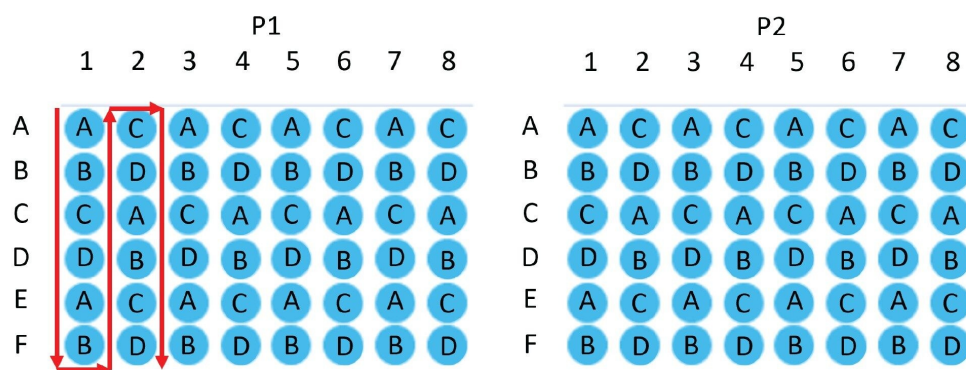 P1 P2
1 2 3 4 5 6 7 8 1 2 3 4 5 6 7 8
A A C A C A C A C A A C A C A C A C
B B D B D B D B D B B D B D B D B D
C C A C A C A C A C C A C A C A C A
D D B D B D B D B D D B D B D B D B
E A C A C A C A C E A C A C A C A C
F B D B D B D B D F B D B D B D B D